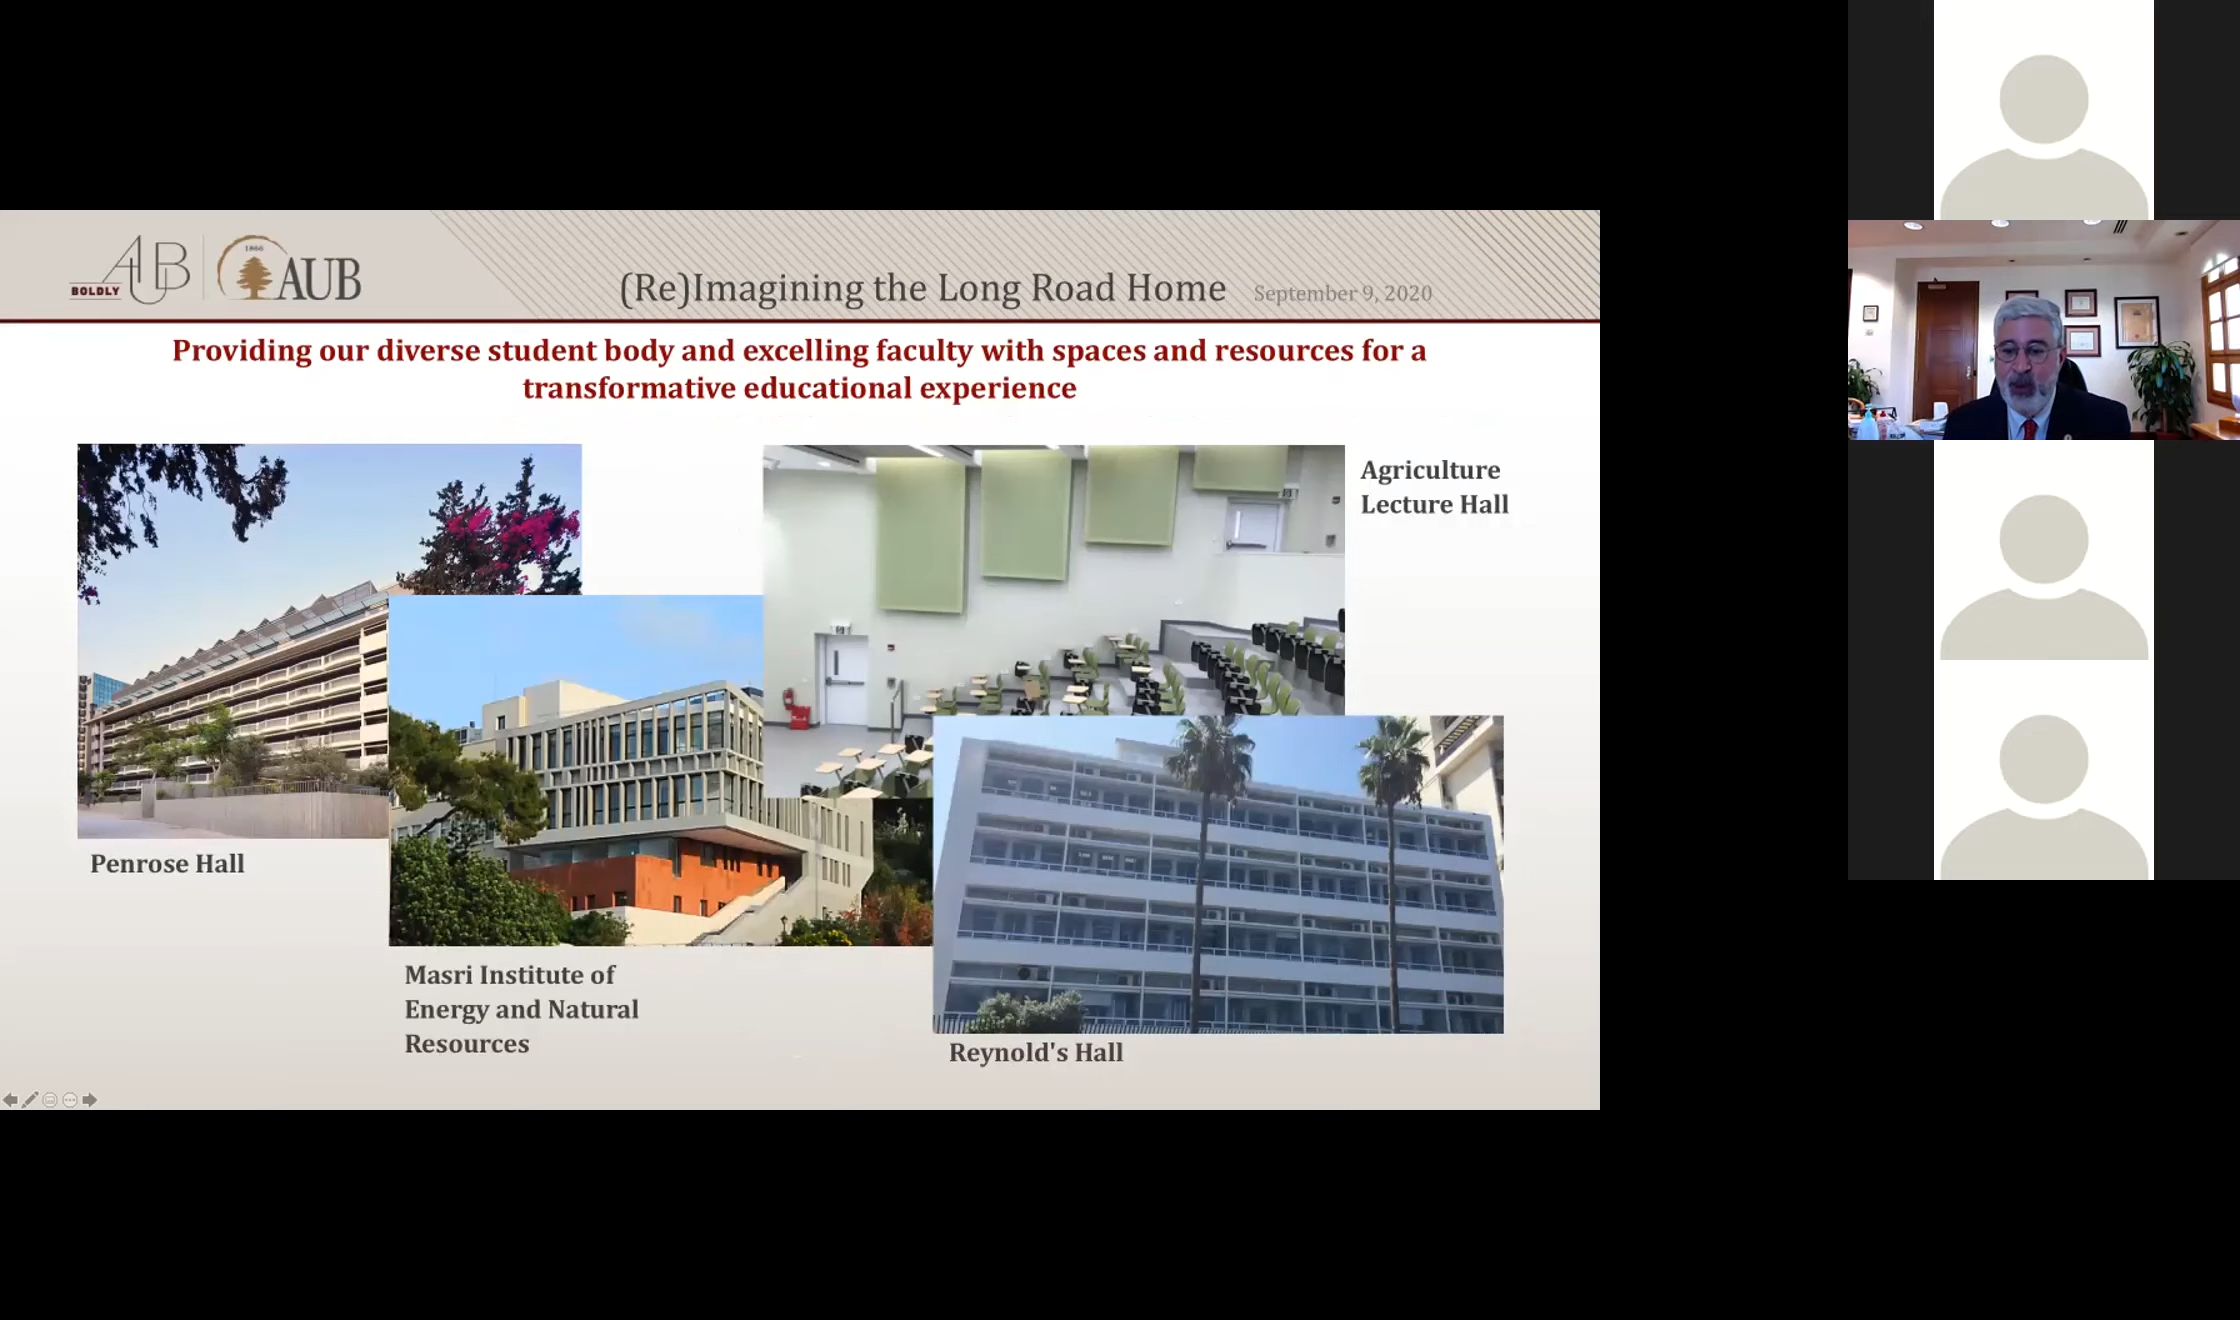 AUB
BOLDLY
1866
AUB
(Re)Imagining the Long Road Home September 9, 2020
Providing our diverse student body and excelling faculty with spaces and resources for a
transformative educational experience
Agriculture
Lecture Hall
Penrose Hall
Masri Institute of
Energy and Natural
Resources
Reynold's Hall